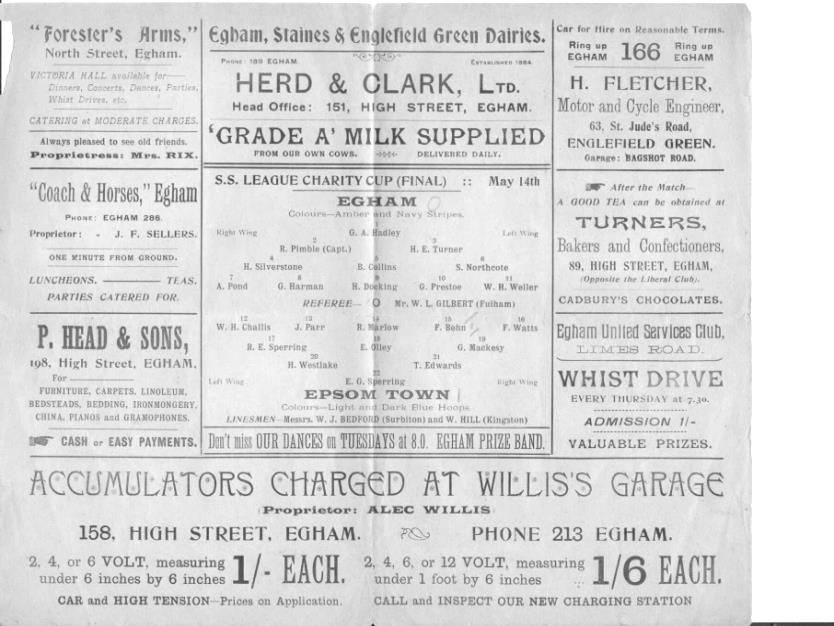 "Forester's Arms,"
North Street, Egham.
VICTORIA HALL available for—
Dinners, Concerts, Dances, Parties,
Whist Drives, etc.
CATERING at MODERATE CHARGES.
Always pleased to see old friends.
Proprietress: Mrs. RIX.
"Coach & Horses," Egham
PHONE: EGHAM 286.
Proprietor: - J. F. SELLERS.
ONE MINUTE FROM GROUND.
LUNCHEONS. ——— TEAS.
PARTIES CATERED FOR.
P. HEAD & SONS,
198, High Street, EGHAM,
For
FURNITURE, CARPETS, LINOLEUM,
BEDSTEADS, BEDDING, IRONMONGERY,
CHINA, PIANOS and GRAMOPHONES.
CASH or EASY PAYMENTS.
Egham, Staines & Englefield Green Dairies.
PHONE: 189 EGHAM. ESTABLISHED 1884.
HERD & CLARK, LTD.
Head Office: 151, HIGH STREET, EGHAM.
'GRADE A' MILK SUPPLIED
FROM OUR OWN COWS. DELIVERED DAILY.
S.S. LEAGUE CHARITY CUP (FINAL) :: May 14th
EGHAM 0
Colours—Amber and Navy Stripes.
1
Right Wing G. A. Hadley Left Wing
2 3
R. Pimble (Capt.) H. E. Turner
4 5 6
H. Silverstone B. Collins S. Northcote
7 8 9 10 11
A. Pond G. Harman H. Docking G. Prestoe W. H. Weller
REFEREE— O Mr. W. L. GILBERT (Fulham)
12 13 14 15 16
W. H. Challis J. Parr R. Marlow F. Behn F. Watts
17 18 19
R. E. Sperring E. Olley G. Mackesy
20 21
H. Westlake T. Edwards
22
Left Wing E. G. Sperring Right Wing
EPSOM TOWN 1
Colours—Light and Dark Blue Hoops
LINESMEN—Messrs. W. J. BEDFORD (Surbiton) and W. HILL (Kingston)
Don't miss OUR DANCES on TUESDAYS at 8.0. EGHAM PRIZE BAND.
Car for Hire on Reasonable Terms.
Ring up EGHAM 166 Ring up EGHAM
H. FLETCHER,
Motor and Cycle Engineer,
63, St. Jude's Road,
ENGLEFIELD GREEN.
Garage: BAGSHOT ROAD.
After the Match—
A GOOD TEA can be obtained at
TURNERS,
Bakers and Confectioners,
89, HIGH STREET, EGHAM,
(Opposite the Liberal Club).
CADBURY'S CHOCOLATES.
Egham United Services Club,
LIMES ROAD.
WHIST DRIVE
EVERY THURSDAY at 7.30.
ADMISSION 1/-
VALUABLE PRIZES.
ACCUMULATORS CHARGED AT WILLIS'S GARAGE
Proprietor: ALEC WILLIS
158, HIGH STREET, EGHAM. PHONE 213 EGHAM.
2, 4, or 6 VOLT, measuring under 6 inches by 6 inches 1/- EACH.
2, 4, 6, or 12 VOLT, measuring under 1 foot by 6 inches 1/6 EACH.
CAR and HIGH TENSION—Prices on Application. CALL and INSPECT OUR NEW CHARGING STATION